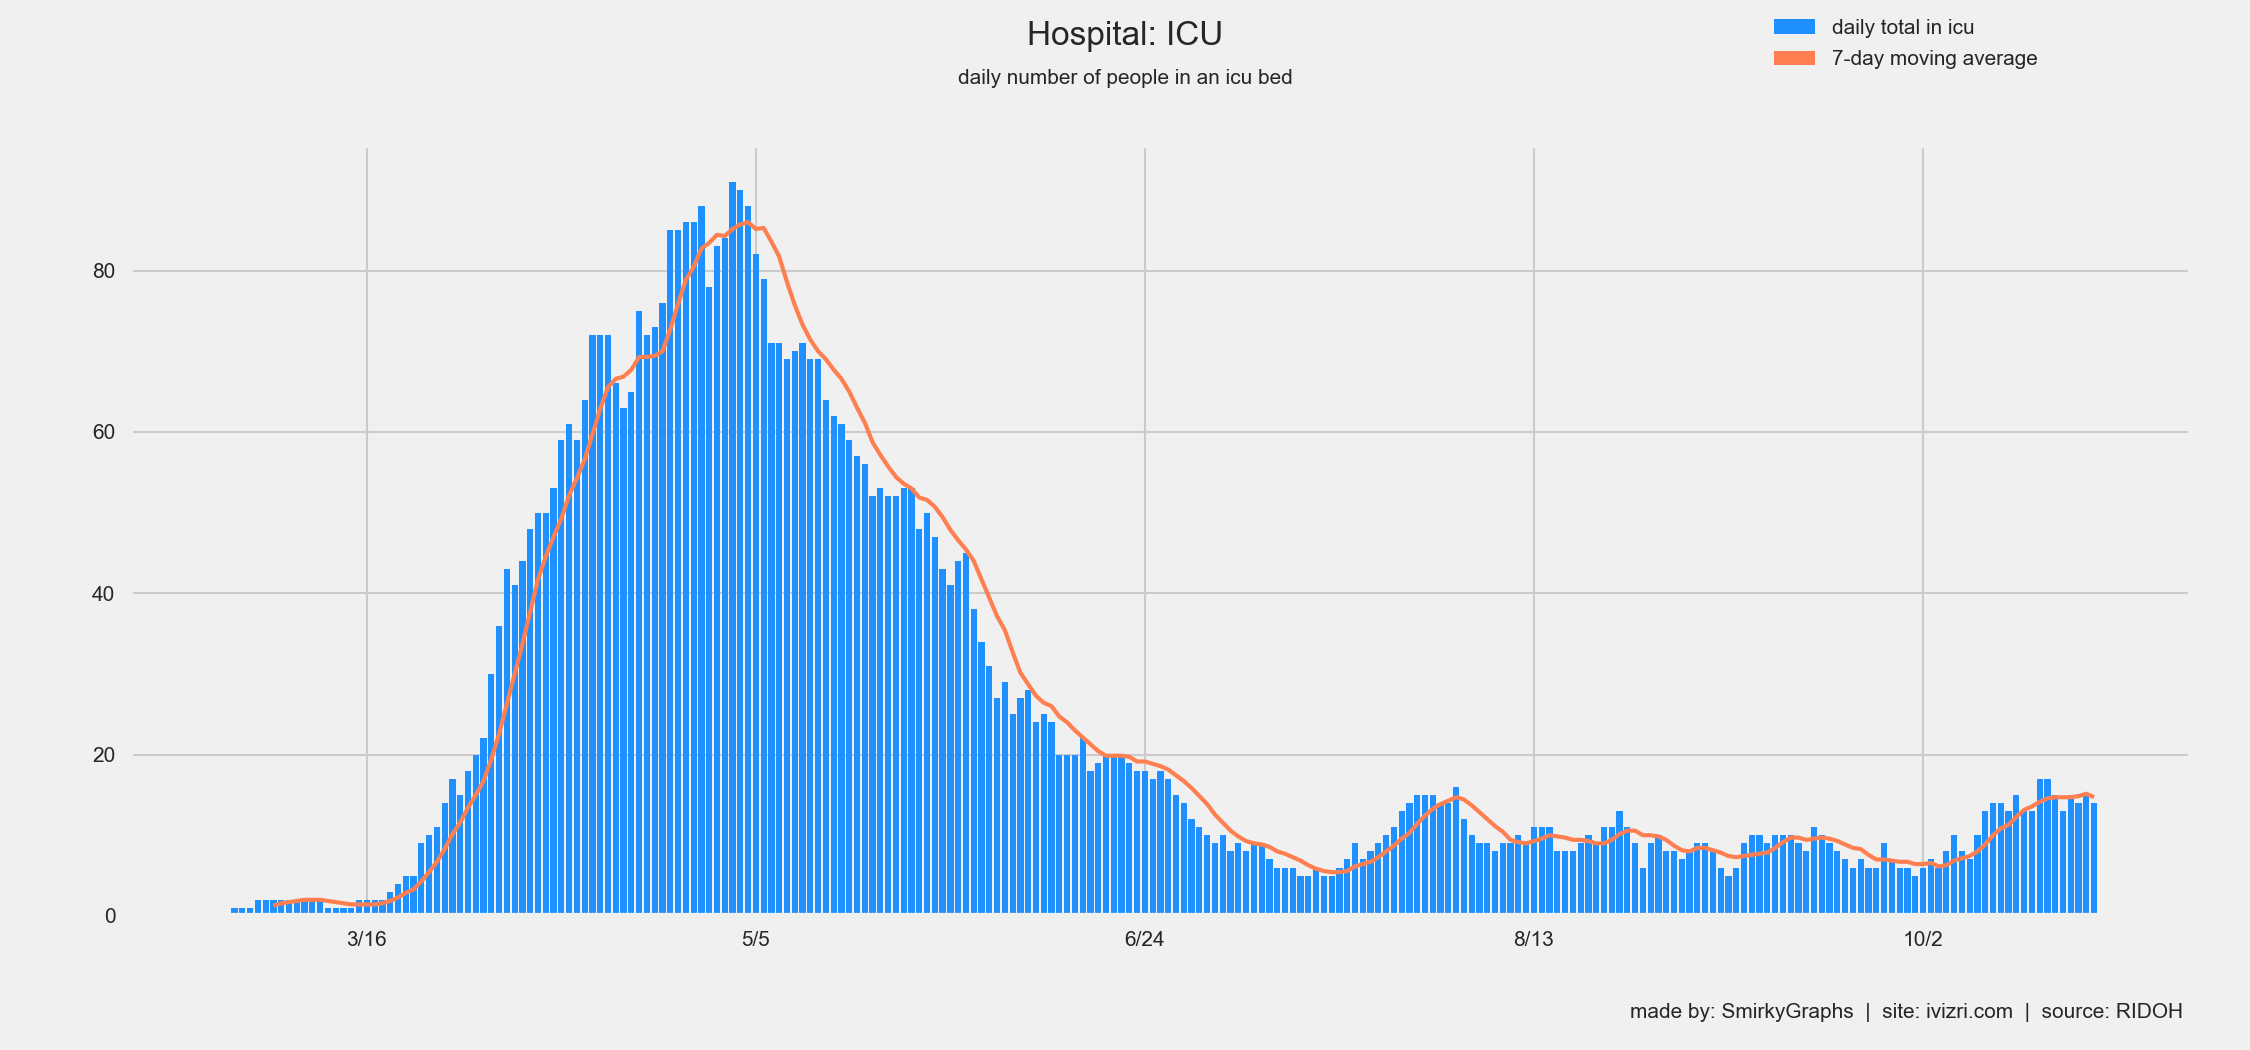 Hospital: ICU
daily number of people in an icu bed
daily total in icu
7-day moving average
80
60
40
20
0
3/16 5/5 6/24 8/13 10/2
made by: SmirkyGraphs | site: ivizri.com | source: RIDOH